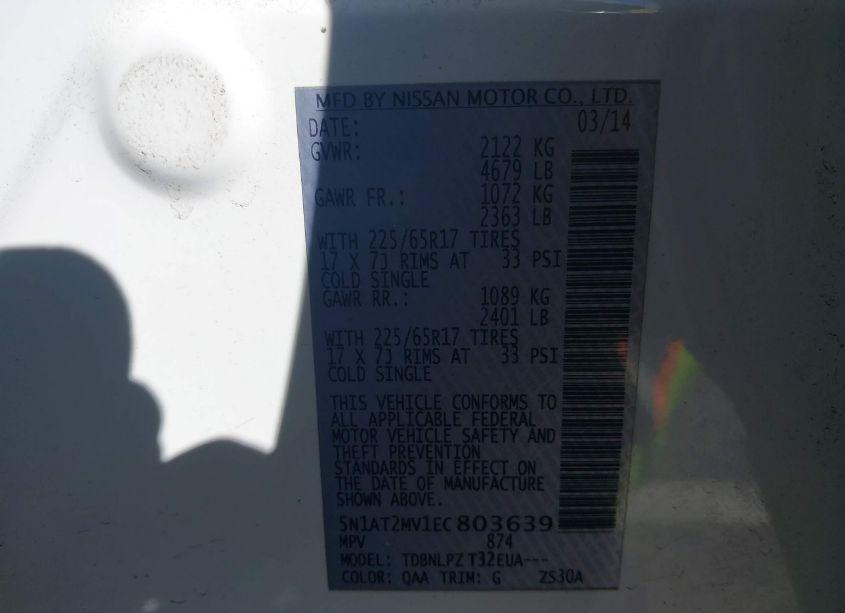 MFD BY NISSAN MOTOR CO., LTD.
DATE: 03/14
GVWR: 2122 KG
4679 LB
GAWR FR.: 1072 KG
2363 LB
WITH 225/65R17 TIRES
17 X 7J RIMS AT 33 PSI
COLD SINGLE
GAWR RR.: 1089 KG
2401 LB
WITH 225/65R17 TIRES
17 X 7J RIMS AT 33 PSI
COLD SINGLE
THIS VEHICLE CONFORMS TO
ALL APPLICABLE FEDERAL
MOTOR VEHICLE SAFETY AND
THEFT PREVENTION
STANDARDS IN EFFECT ON
THE DATE OF MANUFACTURE
SHOWN ABOVE.
5N1AT2MV1EC803639
MPV 874
MODEL: TDBNLPZ T32EUA---
COLOR: QAA TRIM: G ZS30A